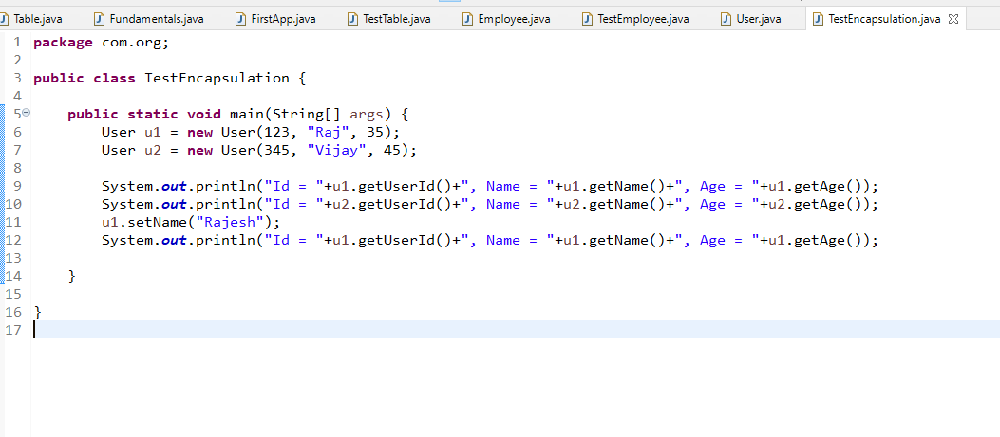 Table.java Fundamentals.java FirstApp.java TestTable.java Employee.java TestEmployee.java User.java TestEncapsulation.java
1 package com.org;
2
3 public class TestEncapsulation {
4
5 public static void main(String[] args) {
6 User u1 = new User(123, "Raj", 35);
7 User u2 = new User(345, "Vijay", 45);
8
9 System.out.println("Id = "+u1.getUserId()+", Name = "+u1.getName()+", Age = "+u1.getAge());
10 System.out.println("Id = "+u2.getUserId()+", Name = "+u2.getName()+", Age = "+u2.getAge());
11 u1.setName("Rajesh");
12 System.out.println("Id = "+u1.getUserId()+", Name = "+u1.getName()+", Age = "+u1.getAge());
13
14 }
15
16 }
17